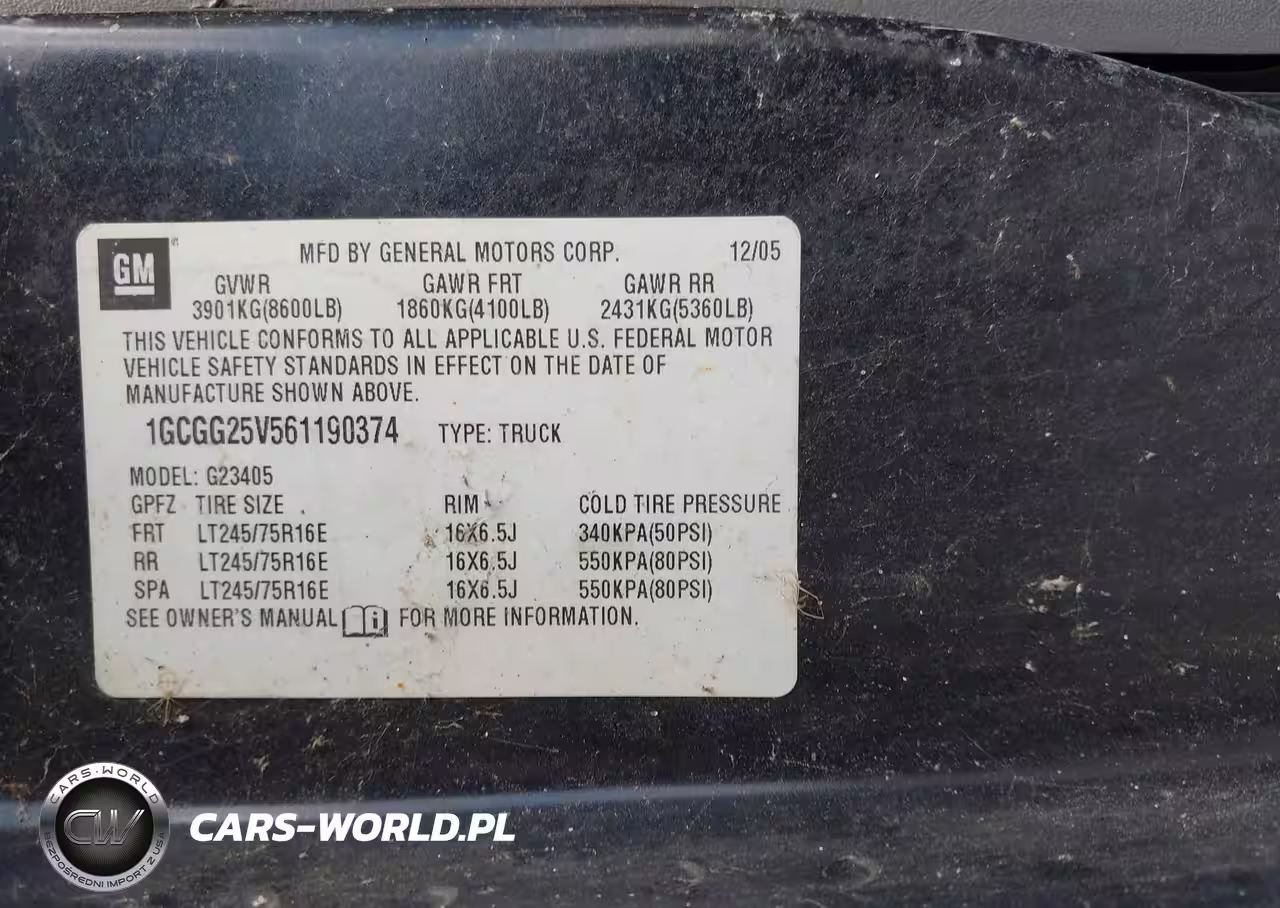 GM
MFD BY GENERAL MOTORS CORP. 12/05
GVWR GAWR FRT GAWR RR
3901KG(8600LB) 1860KG(4100LB) 2431KG(5360LB)
THIS VEHICLE CONFORMS TO ALL APPLICABLE U.S. FEDERAL MOTOR
VEHICLE SAFETY STANDARDS IN EFFECT ON THE DATE OF
MANUFACTURE SHOWN ABOVE.
1GCGG25V561190374 TYPE: TRUCK
MODEL: G23405
GPFZ TIRE SIZE RIM COLD TIRE PRESSURE
FRT LT245/75R16E 16X6.5J 340KPA(50PSI)
RR LT245/75R16E 16X6.5J 550KPA(80PSI)
SPA LT245/75R16E 16X6.5J 550KPA(80PSI)
SEE OWNER'S MANUAL FOR MORE INFORMATION.
CARS-WORLD
CW
BEZPOŚREDNI IMPORT Z USA
CARS-WORLD.PL